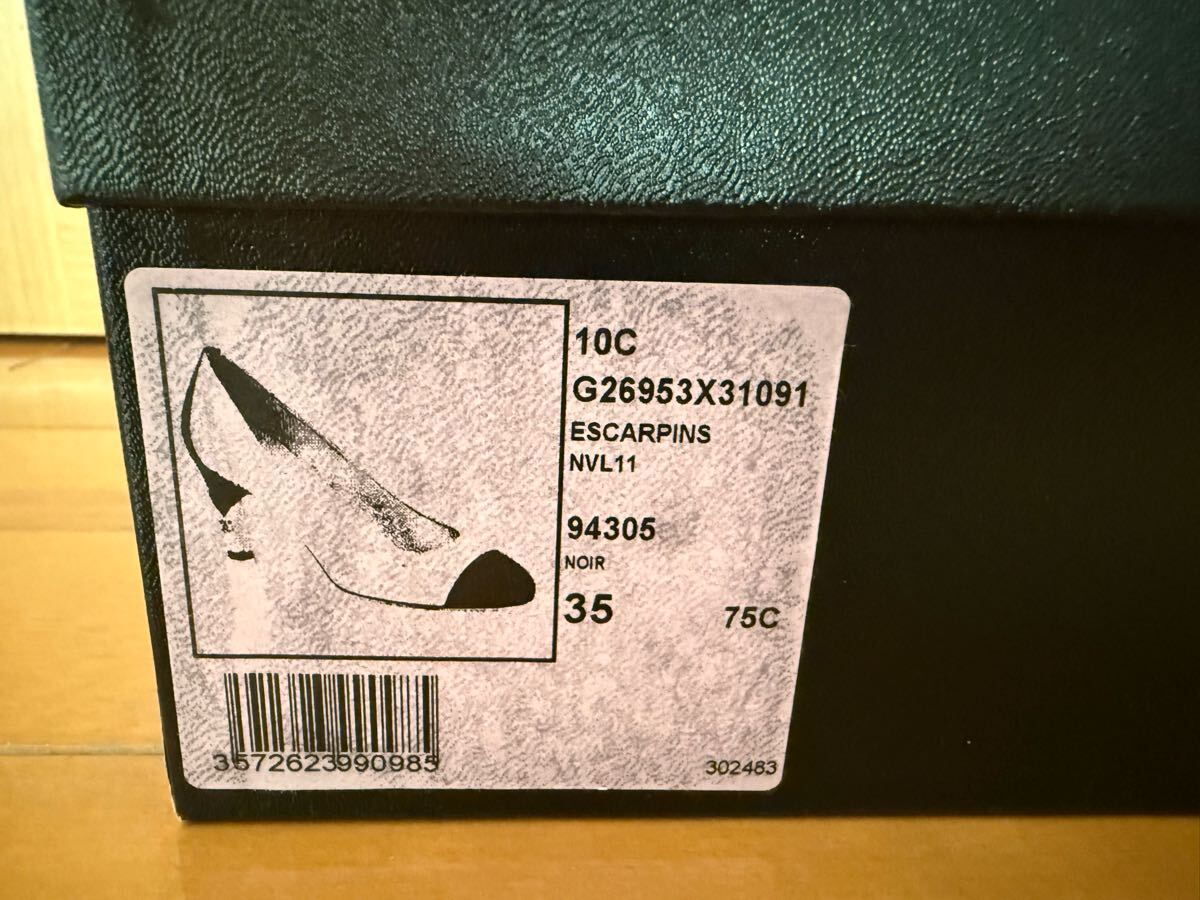 10C
G26953X31091
ESCARPINS
NVL11
94305
NOIR
35 75C
3572623990985
302483